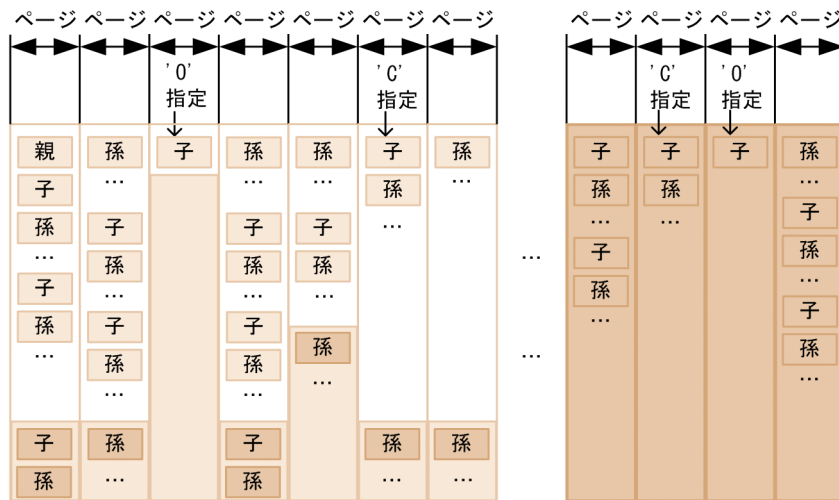 ページ ページ ページ ページ ページ ページ ページ ページ ページ ページ ページ
'O' 'C' 'C' 'O'
指定 指定 指定 指定
親 孫 子 孫 孫 子 孫 子 子 子 孫
… … … … …
子 孫 孫 孫
孫 子 子 子 … … … 子
… 孫 孫 孫 … 子 孫
子 … … … 孫 …
孫 子 子 … 子
… 孫 孫 孫 … 孫
… … … …
子 孫 子 孫 孫
孫 … 孫 … …